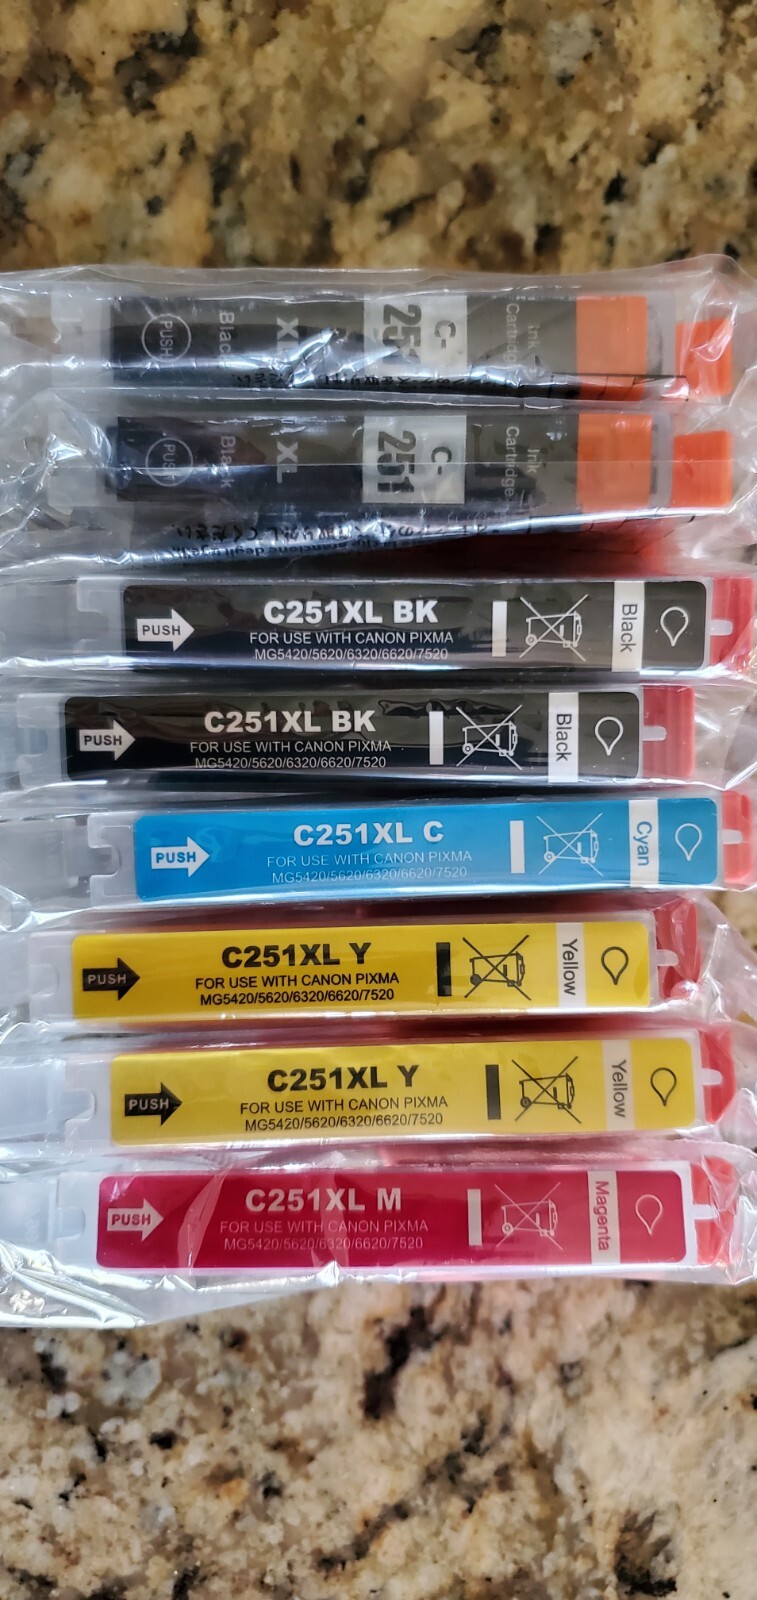 PUSH
Black
XL
C-
Ink
Cartridge
PUSH
Black
XL
C-
251
Ink
Cartridge
PUSH
C251XL BK
FOR USE WITH CANON PIXMA
MG5420/5620/6320/6620/7520
Black
PUSH
C251XL BK
FOR USE WITH CANON PIXMA
MG5420/5620/6320/6620/7520
Black
PUSH
C251XL C
FOR USE WITH CANON PIXMA
MG5420/5620/6320/6620/7520
Cyan
PUSH
C251XL Y
FOR USE WITH CANON PIXMA
MG5420/5620/6320/6620/7520
Yellow
PUSH
C251XL Y
FOR USE WITH CANON PIXMA
MG5420/5620/6320/6620/7520
Yellow
PUSH
C251XL M
FOR USE WITH CANON PIXMA
MG5420/5620/6320/6620/7520
Magenta